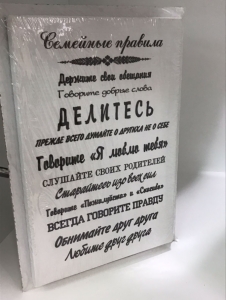 Семейные правила
Держите свои обещания
Говорите добрые слова
ДЕЛИТЕСЬ
ПРЕЖДЕ ВСЕГО ДУМАЙТЕ О ДРУГИХ А НЕ О СЕБЕ
Говорите «Я люблю тебя»
СЛУШАЙТЕ СВОИХ РОДИТЕЛЕЙ
Старайтесь изо всех сил
Говорите «Пожалуйста» и «Спасибо»
ВСЕГДА ГОВОРИТЕ ПРАВДУ
Обнимайте друг друга
Любите друг друга